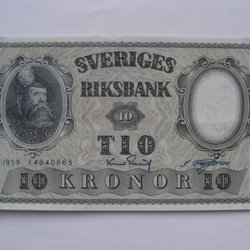 SVERIGES
RIKSBANK
10
TIO
1959 14840865
10 KRONOR 10